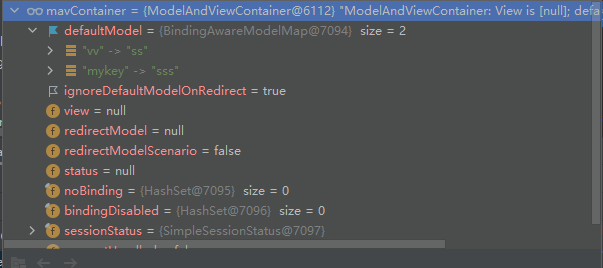 mavContainer = {ModelAndViewContainer@6112} "ModelAndViewContainer: View is [null]; defa
defaultModel = {BindingAwareModelMap@7094} size = 2
"vv" -> "ss"
"mykey" -> "sss"
ignoreDefaultModelOnRedirect = true
view = null
redirectModel = null
redirectModelScenario = false
status = null
noBinding = {HashSet@7095} size = 0
bindingDisabled = {HashSet@7096} size = 0
sessionStatus = {SimpleSessionStatus@7097}